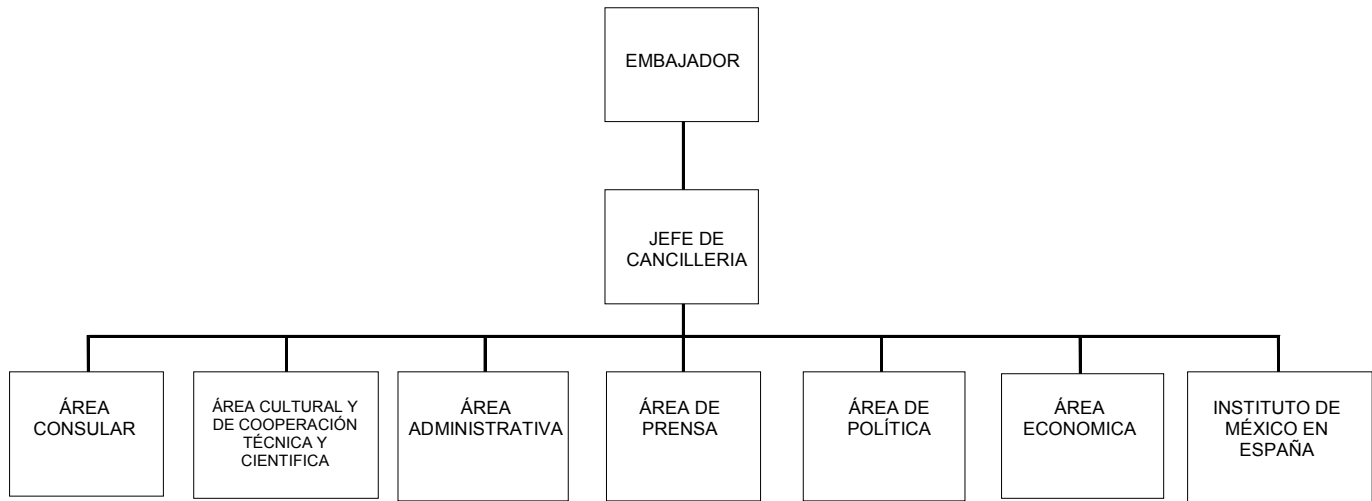 EMBAJADOR
JEFE DE
CANCILLERIA
ÁREA
CONSULAR
ÁREA CULTURAL Y
DE COOPERACIÓN
TÉCNICA Y
CIENTIFICA
ÁREA
ADMINISTRATIVA
ÁREA DE
PRENSA
ÁREA DE
POLÍTICA
ÁREA
ECONOMICA
INSTITUTO DE
MÉXICO EN
ESPAÑA